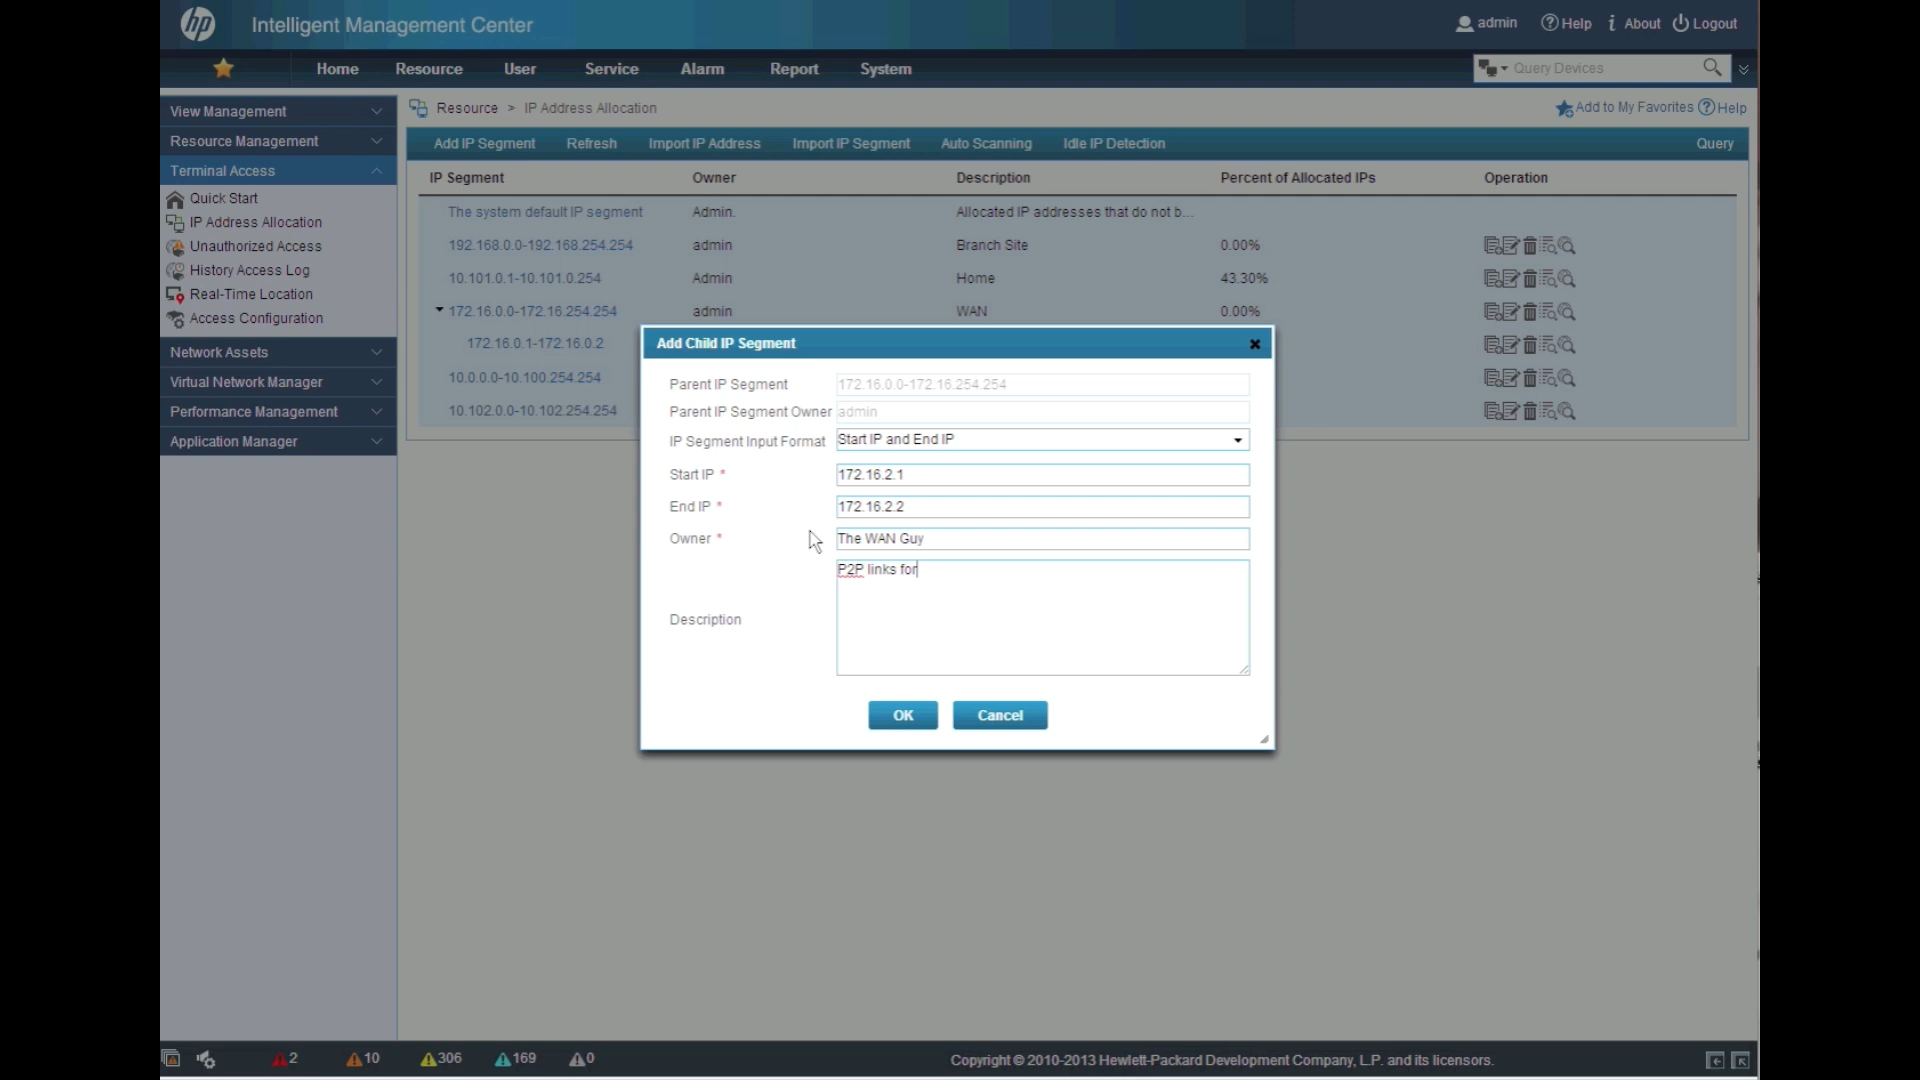 hp Intelligent Management Center admin Help About Logout
Home Resource User Service Alarm Report System Query Devices
View Management
Resource Management
Terminal Access
Quick Start
IP Address Allocation
Unauthorized Access
History Access Log
Real-Time Location
Access Configuration
Network Assets
Virtual Network Manager
Performance Management
Application Manager
Resource > IP Address Allocation Add to My Favorites Help
Add IP Segment Refresh Import IP Address Import IP Segment Auto Scanning Idle IP Detection Query
IP Segment Owner Description Percent of Allocated IPs Operation
The system default IP segment Admin. Allocated IP addresses that do not b...
192.168.0.0-192.168.254.254 admin Branch Site 0.00%
10.101.0.1-10.101.0.254 Admin Home 43.30%
172.16.0.0-172.16.254.254 admin WAN 0.00%
172.16.0.1-172.16.0.2
10.0.0.0-10.100.254.254
10.102.0.0-10.102.254.254
Add Child IP Segment
Parent IP Segment 172.16.0.0-172.16.254.254
Parent IP Segment Owner admin
IP Segment Input Format Start IP and End IP
Start IP * 172.16.2.1
End IP * 172.16.2.2
Owner * The WAN Guy
P2P links for
Description
OK Cancel
2 10 306 169 0 Copyright © 2010-2013 Hewlett-Packard Development Company, L.P. and its licensors.